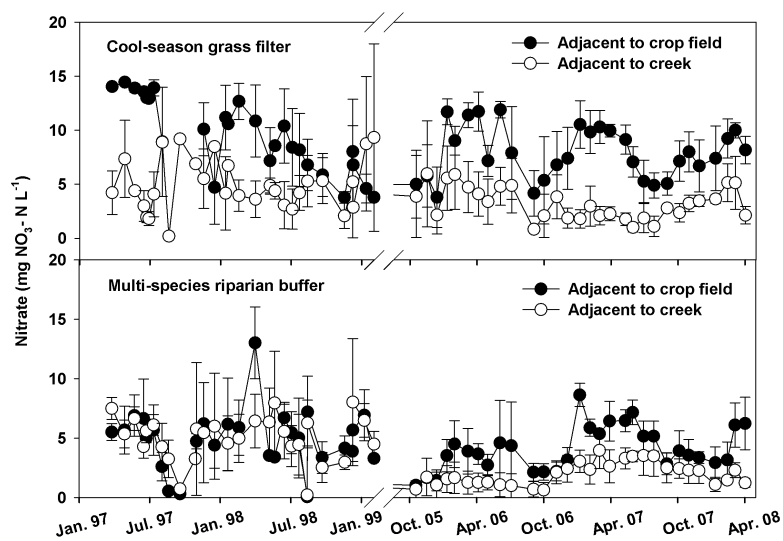 20
Cool-season grass filter
Adjacent to crop field
Adjacent to creek
15
10
5
0
Nitrate (mg NO3- N L-1)
20
Multi-species riparian buffer
Adjacent to crop field
Adjacent to creek
15
10
5
0
Jan. 97 Jul. 97 Jan. 98 Jul. 98 Jan. 99 Oct. 05 Apr. 06 Oct. 06 Apr. 07 Oct. 07 Apr. 08